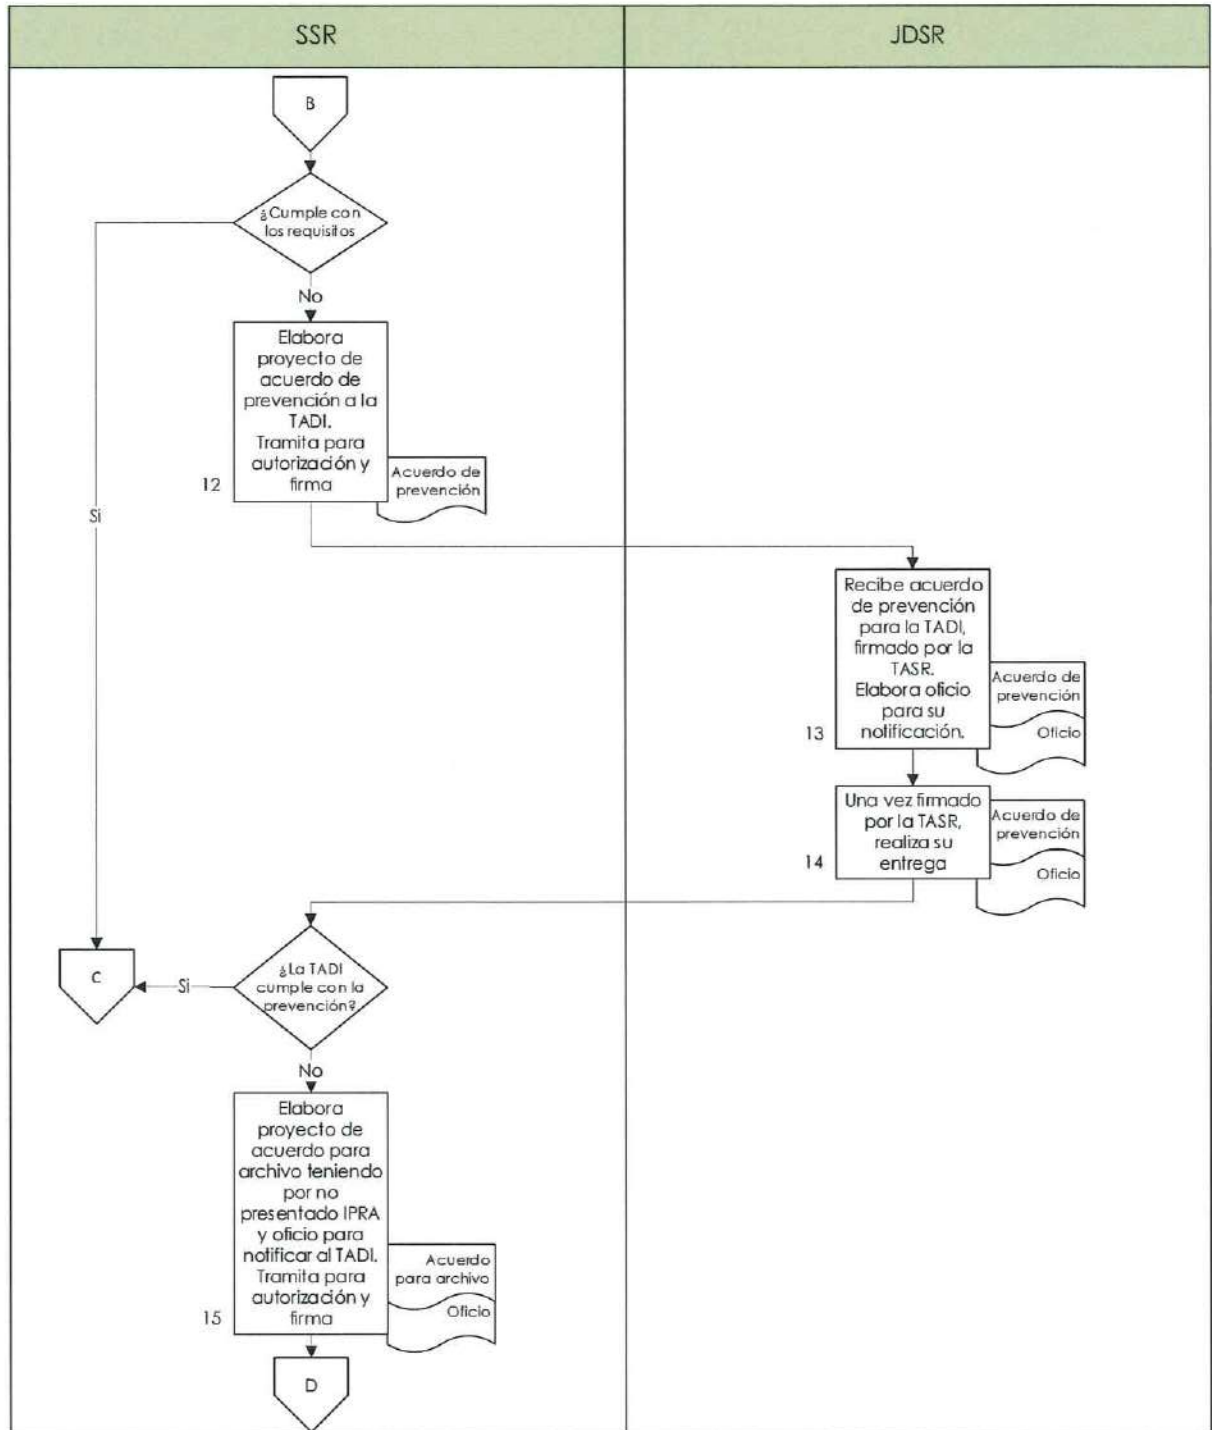 SSR
JDSR
B
¿Cumple con
los requisitos
No
Elabora
proyecto de
acuerdo de
prevención a la
TADI.
Tramita para
autorización y
firma
12
Acuerdo de
prevención
Si
Recibe acuerdo
de prevención
para la TADI,
firmado por la
TASR.
Elabora oficio
para su
notificación.
13
Acuerdo de
prevención
Oficio
Una vez firmado
por la TASR,
realiza su
entrega
14
Acuerdo de
prevención
Oficio
C
Si
¿La TADI
cumple con la
prevención?
No
Elabora
proyecto de
acuerdo para
archivo teniendo
por no
presentado IPRA
y oficio para
notificar al TADI.
Tramita para
autorización y
firma
15
Acuerdo
para archivo
Oficio
D